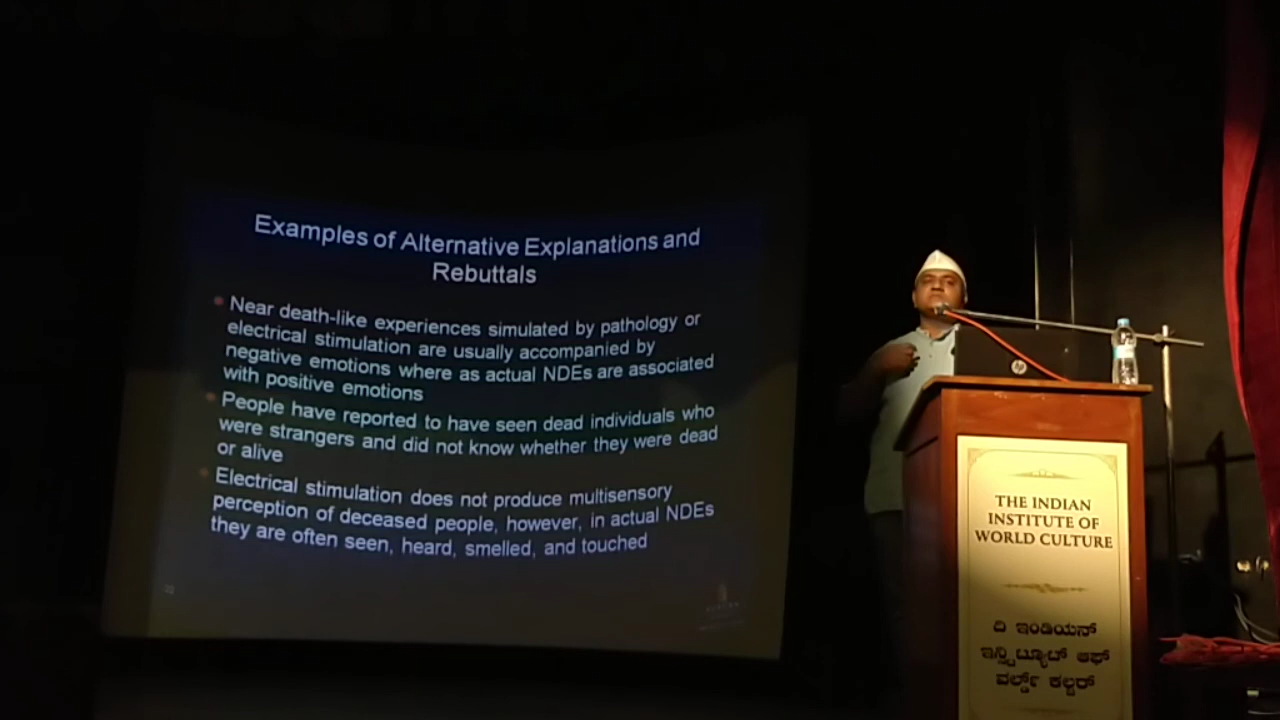 Examples of Alternative Explanations and
Rebuttals
Near death-like experiences simulated by pathology or
electrical stimulation are usually accompanied by
negative emotions where as actual NDEs are associated
with positive emotions
People have reported to have seen dead individuals who
were strangers and did not know whether they were dead
or alive
Electrical stimulation does not produce multisensory
perception of deceased people, however, in actual NDEs
they are often seen, heard, smelled, and touched
THE INDIAN
INSTITUTE OF
WORLD CULTURE
ದಿ ಇಂಡಿಯನ್
ಇನ್ಸ್ಟಿಟ್ಯೂಟ್ ಆಫ್
ವರ್ಲ್ಡ್ ಕಲ್ಚರ್